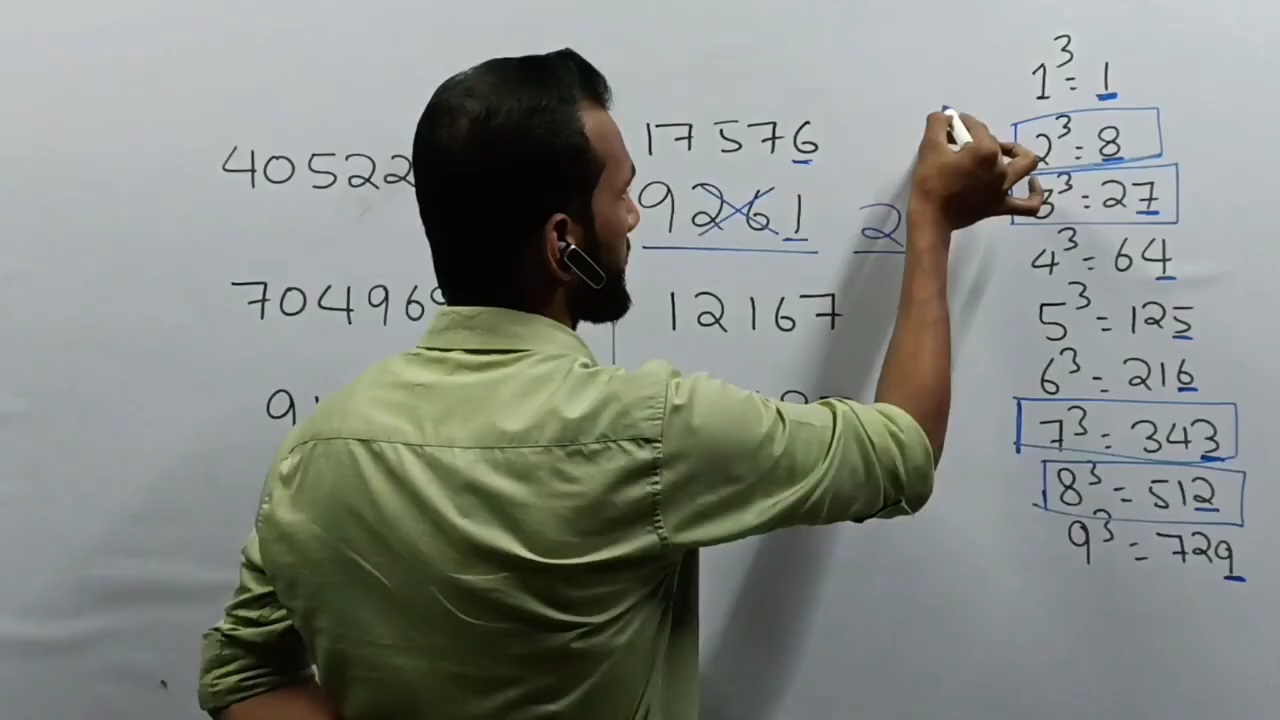 40522
704969
9
17576
9261
2
12167
1³ = 1
2³ = 8
3³ = 27
4³ = 64
5³ = 125
6³ = 216
7³ = 343
8³ = 512
9³ = 729